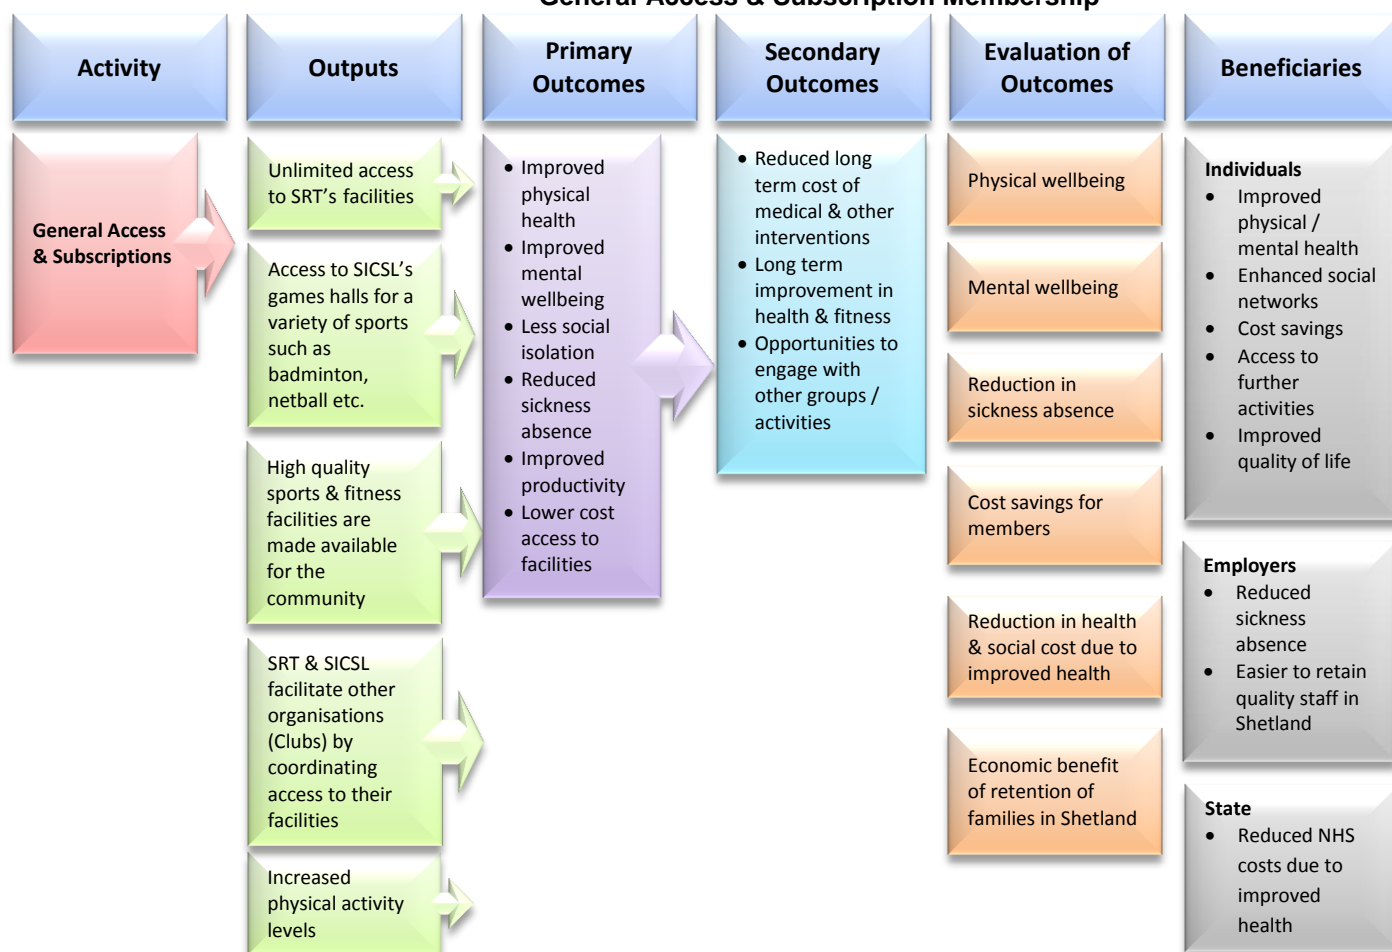 General Access & Subscription Membership
Activity
Outputs
Primary
Outcomes
Secondary
Outcomes
Evaluation of
Outcomes
Beneficiaries
General Access
& Subscriptions
Unlimited access
to SRT's facilities
Access to SICSL's
games halls for a
variety of sports
such as
badminton,
netball etc.
High quality
sports & fitness
facilities are
made available
for the
community
SRT & SICSL
facilitate other
organisations
(Clubs) by
coordinating
access to their
facilities
Increased
physical activity
levels
• Improved
physical
health
• Improved
mental
wellbeing
• Less social
isolation
• Reduced
sickness
absence
• Improved
productivity
• Lower cost
access to
facilities
• Reduced long
term cost of
medical & other
interventions
• Long term
improvement in
health & fitness
• Opportunities to
engage with
other groups /
activities
Physical wellbeing
Mental wellbeing
Reduction in
sickness absence
Cost savings for
members
Reduction in health
& social cost due to
improved health
Economic benefit
of retention of
families in Shetland
Individuals
• Improved
physical /
mental health
• Enhanced social
networks
• Cost savings
• Access to
further
activities
• Improved
quality of life
Employers
• Reduced
sickness
absence
• Easier to retain
quality staff in
Shetland
State
• Reduced NHS
costs due to
improved
health